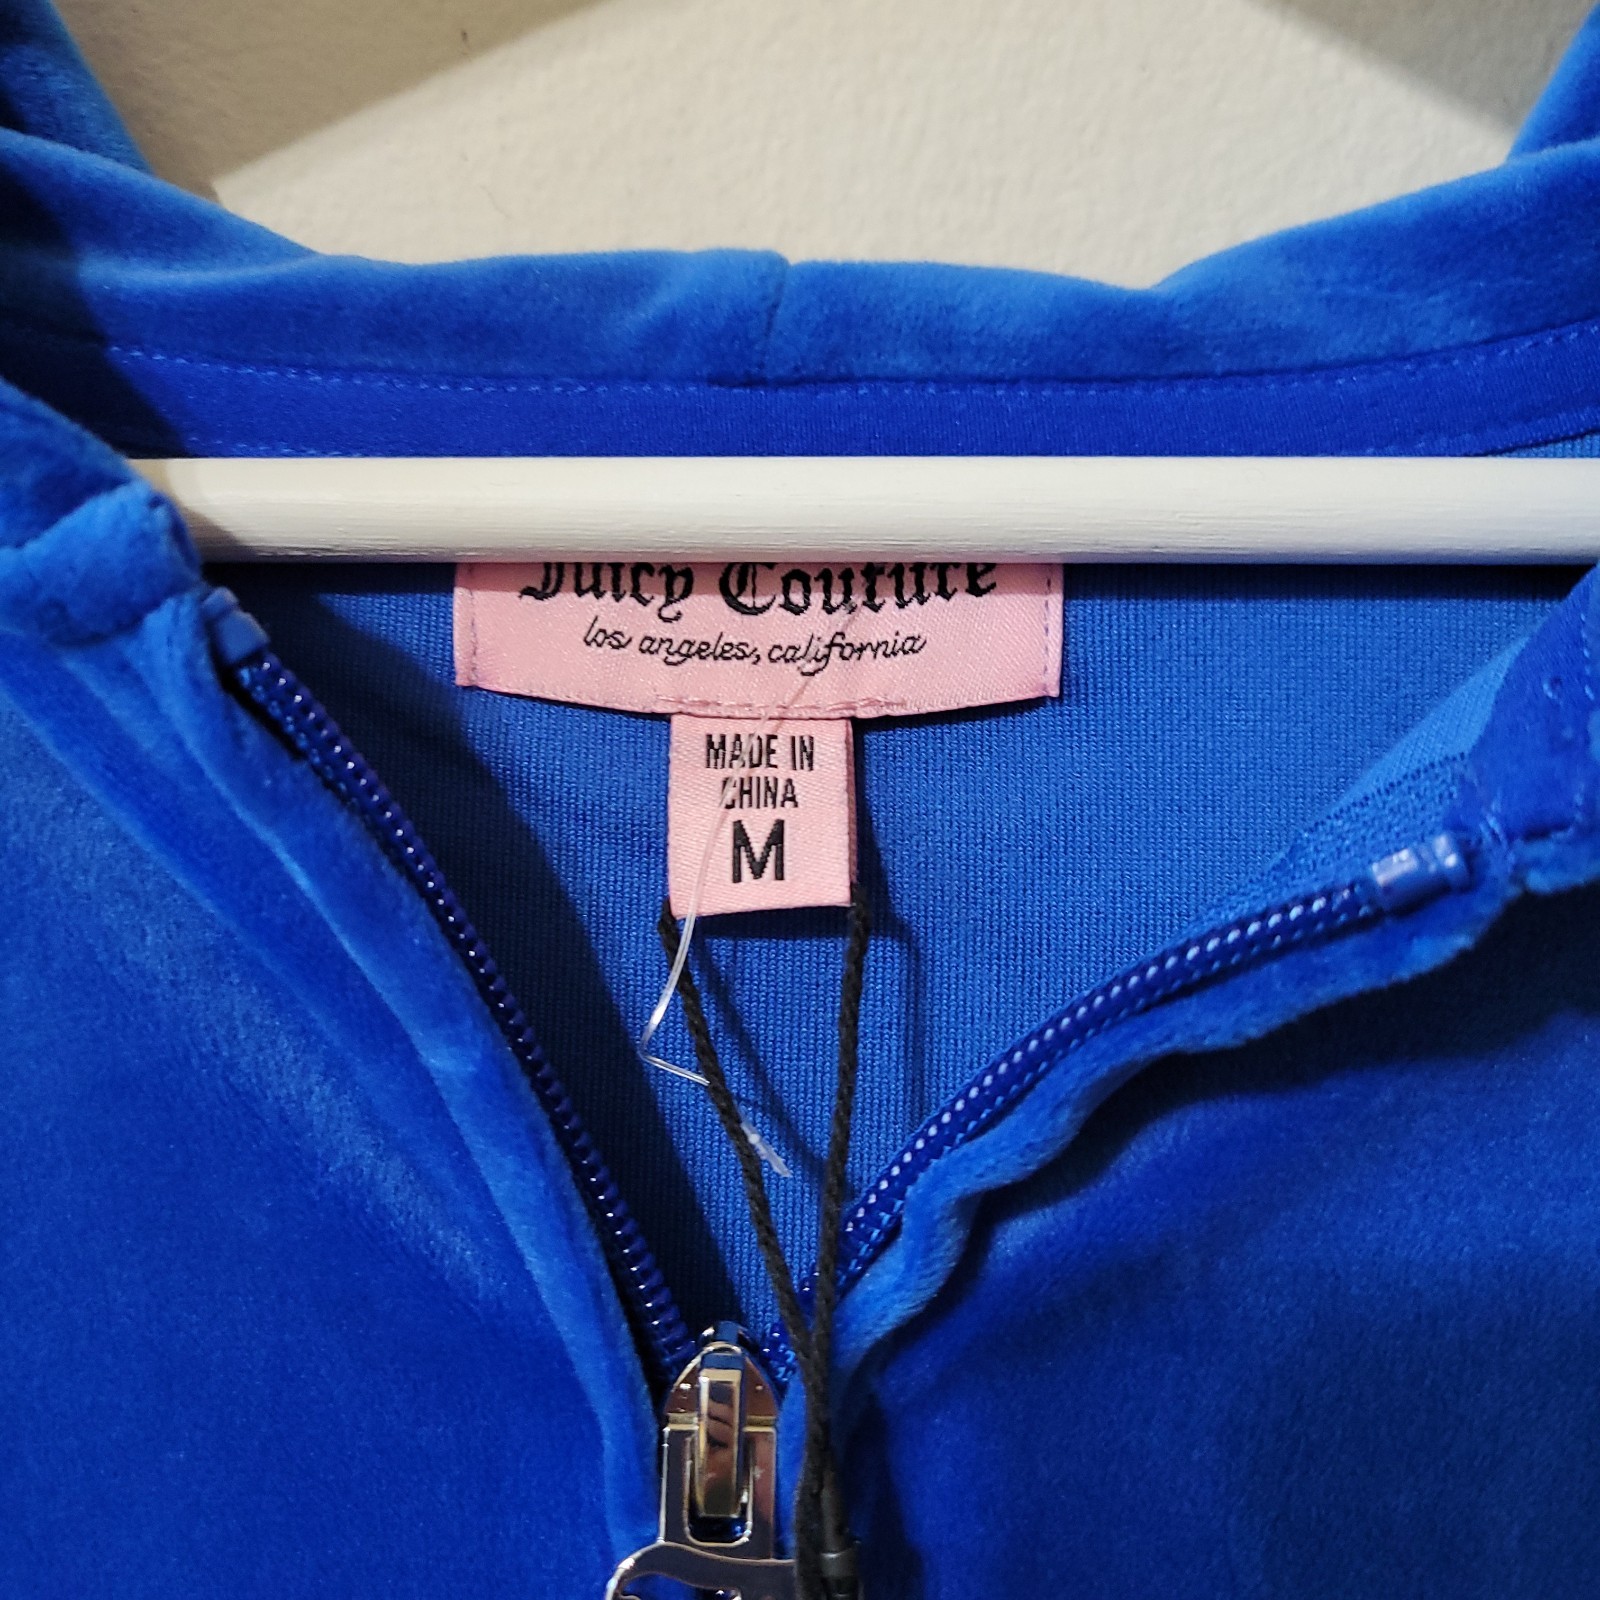 Juicy Couture
los angeles, california
MADE IN
CHINA
M